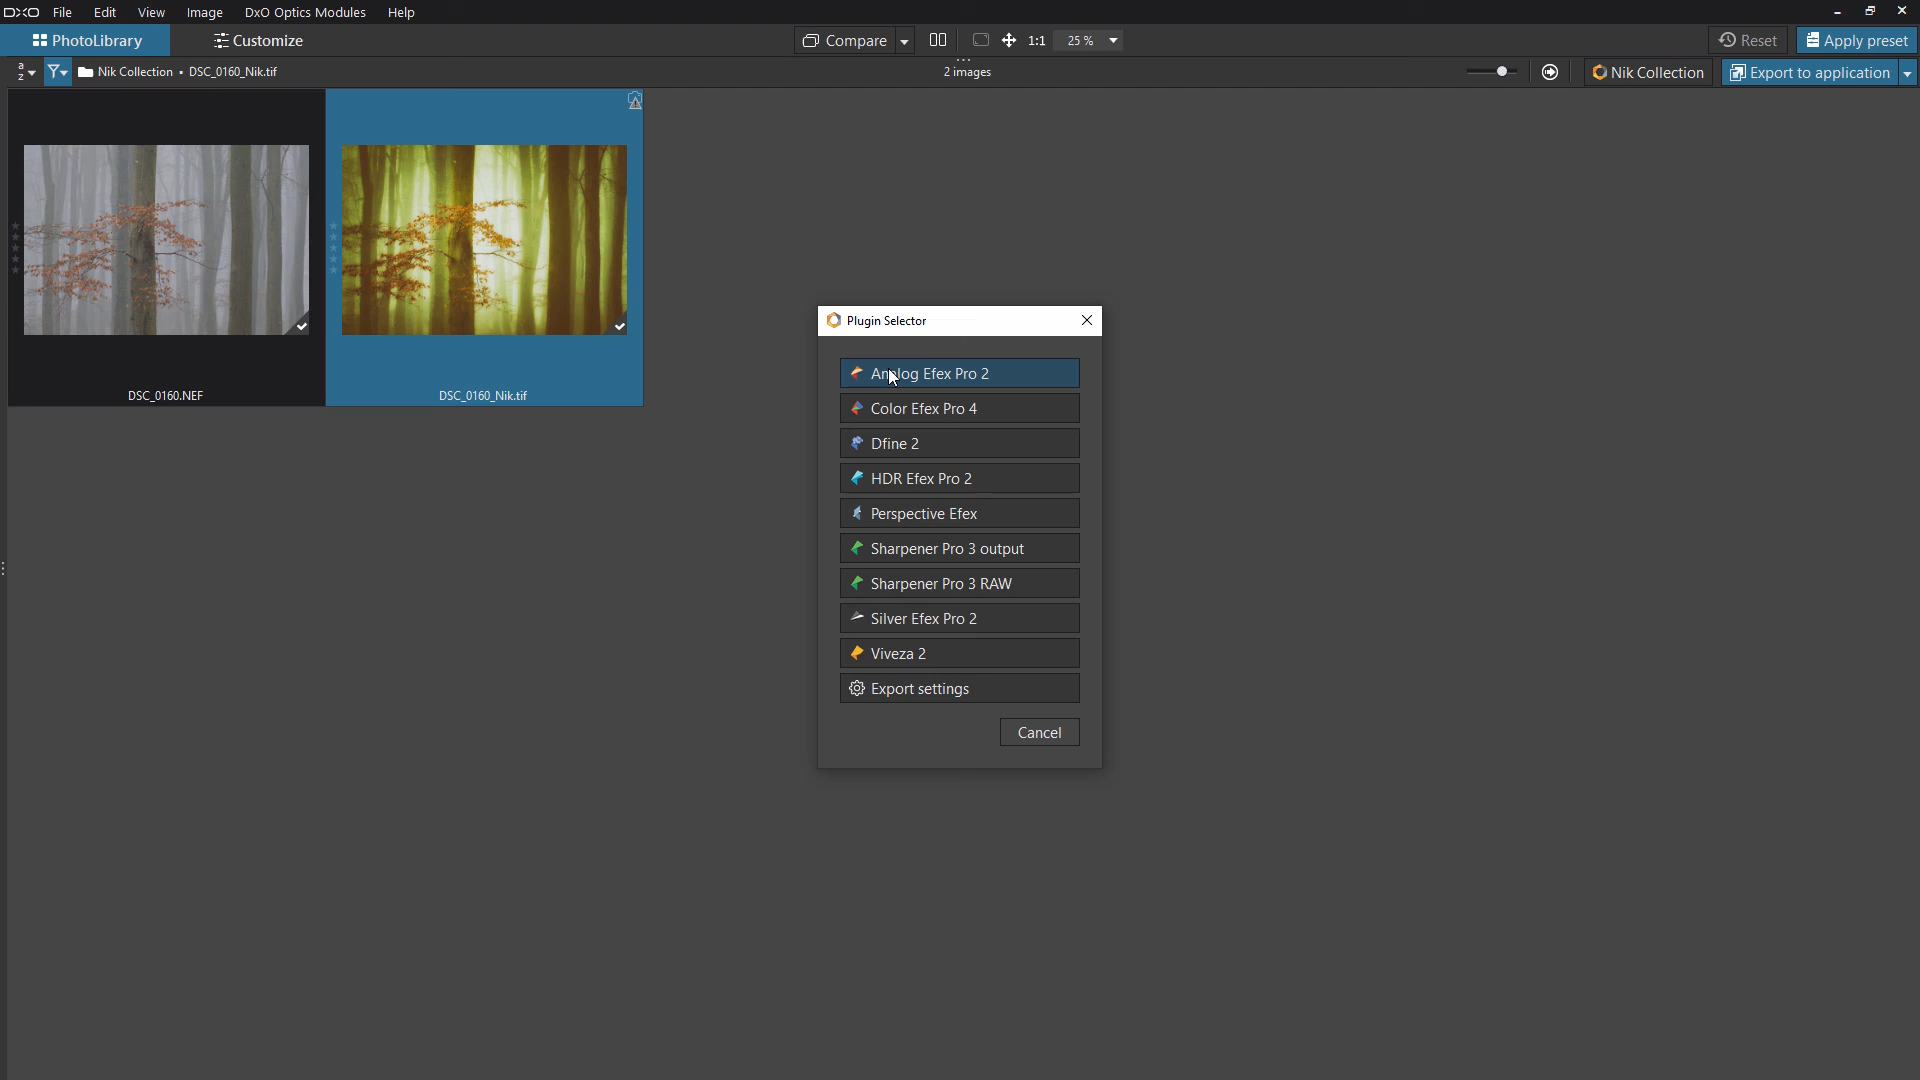 DXO File Edit View Image DxO Optics Modules Help
PhotoLibrary Customize Compare 1:1 25 % Reset Apply preset
a
z
Nik Collection • DSC_0160_Nik.tif 2 images Nik Collection Export to application
DSC_0160.NEF DSC_0160_Nik.tif
Plugin Selector
Analog Efex Pro 2
Color Efex Pro 4
Dfine 2
HDR Efex Pro 2
Perspective Efex
Sharpener Pro 3 output
Sharpener Pro 3 RAW
Silver Efex Pro 2
Viveza 2
Export settings
Cancel